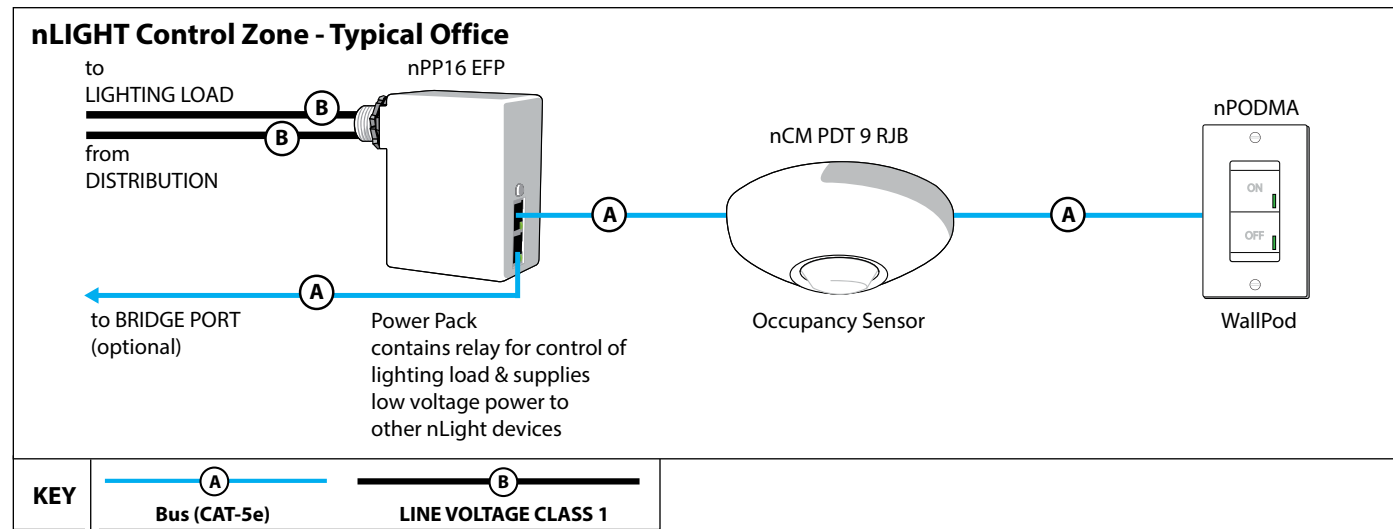 nLIGHT Control Zone - Typical Office
to
LIGHTING LOAD
B
B
from
DISTRIBUTION
nPP16 EFP
A
nCM PDT 9 RJB
A
nPODMA
ON
OFF
A
to BRIDGE PORT
(optional)
Power Pack
contains relay for control of
lighting load & supplies
low voltage power to
other nLight devices
Occupancy Sensor
WallPod
KEY
A
Bus (CAT-5e)
B
LINE VOLTAGE CLASS 1